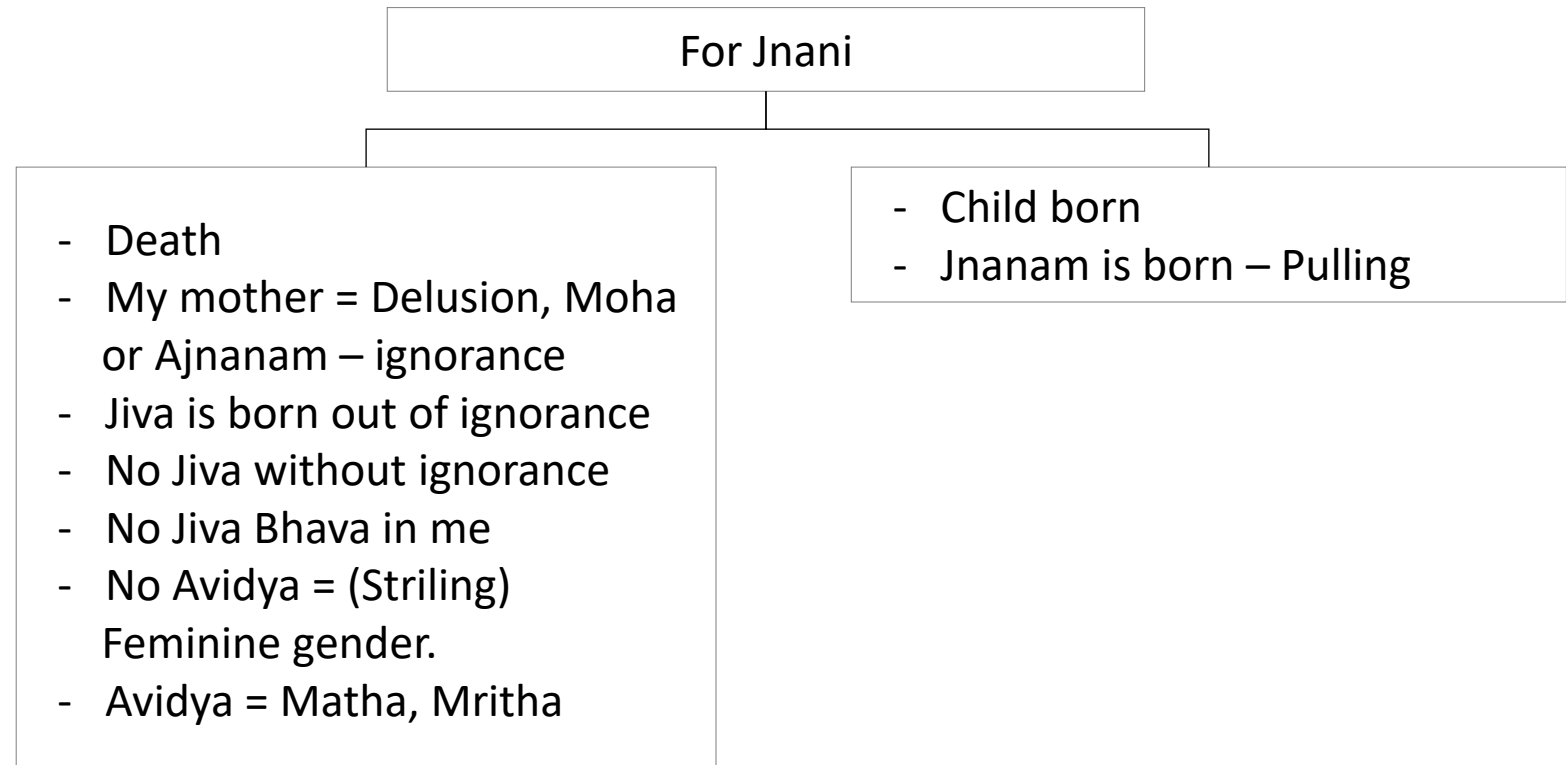 For Jnani
- Death
- My mother = Delusion, Moha
or Ajnanam – ignorance
- Jiva is born out of ignorance
- No Jiva without ignorance
- No Jiva Bhava in me
- No Avidya = (Striling)
Feminine gender.
- Avidya = Matha, Mritha
- Child born
- Jnanam is born – Pulling